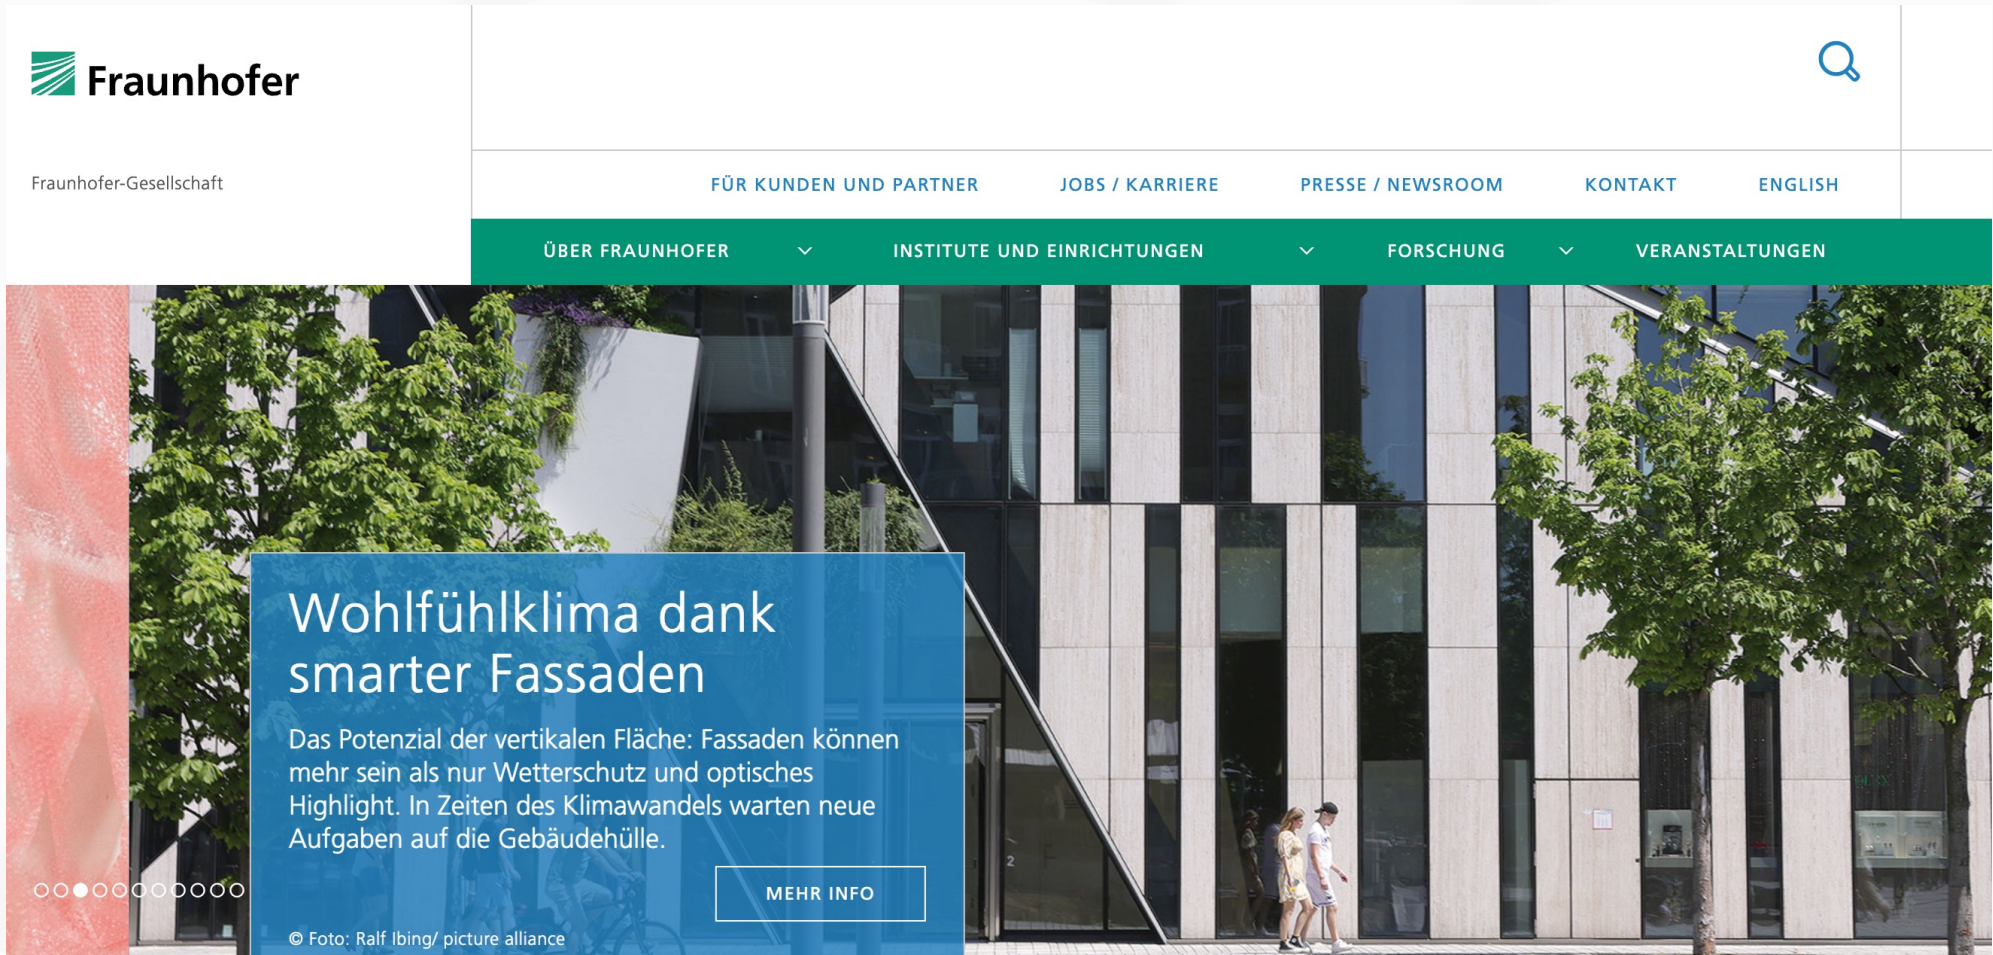 Fraunhofer
Fraunhofer-Gesellschaft
FÜR KUNDEN UND PARTNER
JOBS / KARRIERE
PRESSE / NEWSROOM
KONTAKT
ENGLISH
ÜBER FRAUNHOFER
INSTITUTE UND EINRICHTUNGEN
FORSCHUNG
VERANSTALTUNGEN
Wohlfühlklima dank
smarter Fassaden
Das Potenzial der vertikalen Fläche: Fassaden können
mehr sein als nur Wetterschutz und optisches
Highlight. In Zeiten des Klimawandels warten neue
Aufgaben auf die Gebäudehülle.
MEHR INFO
© Foto: Ralf Ibing/ picture alliance
2